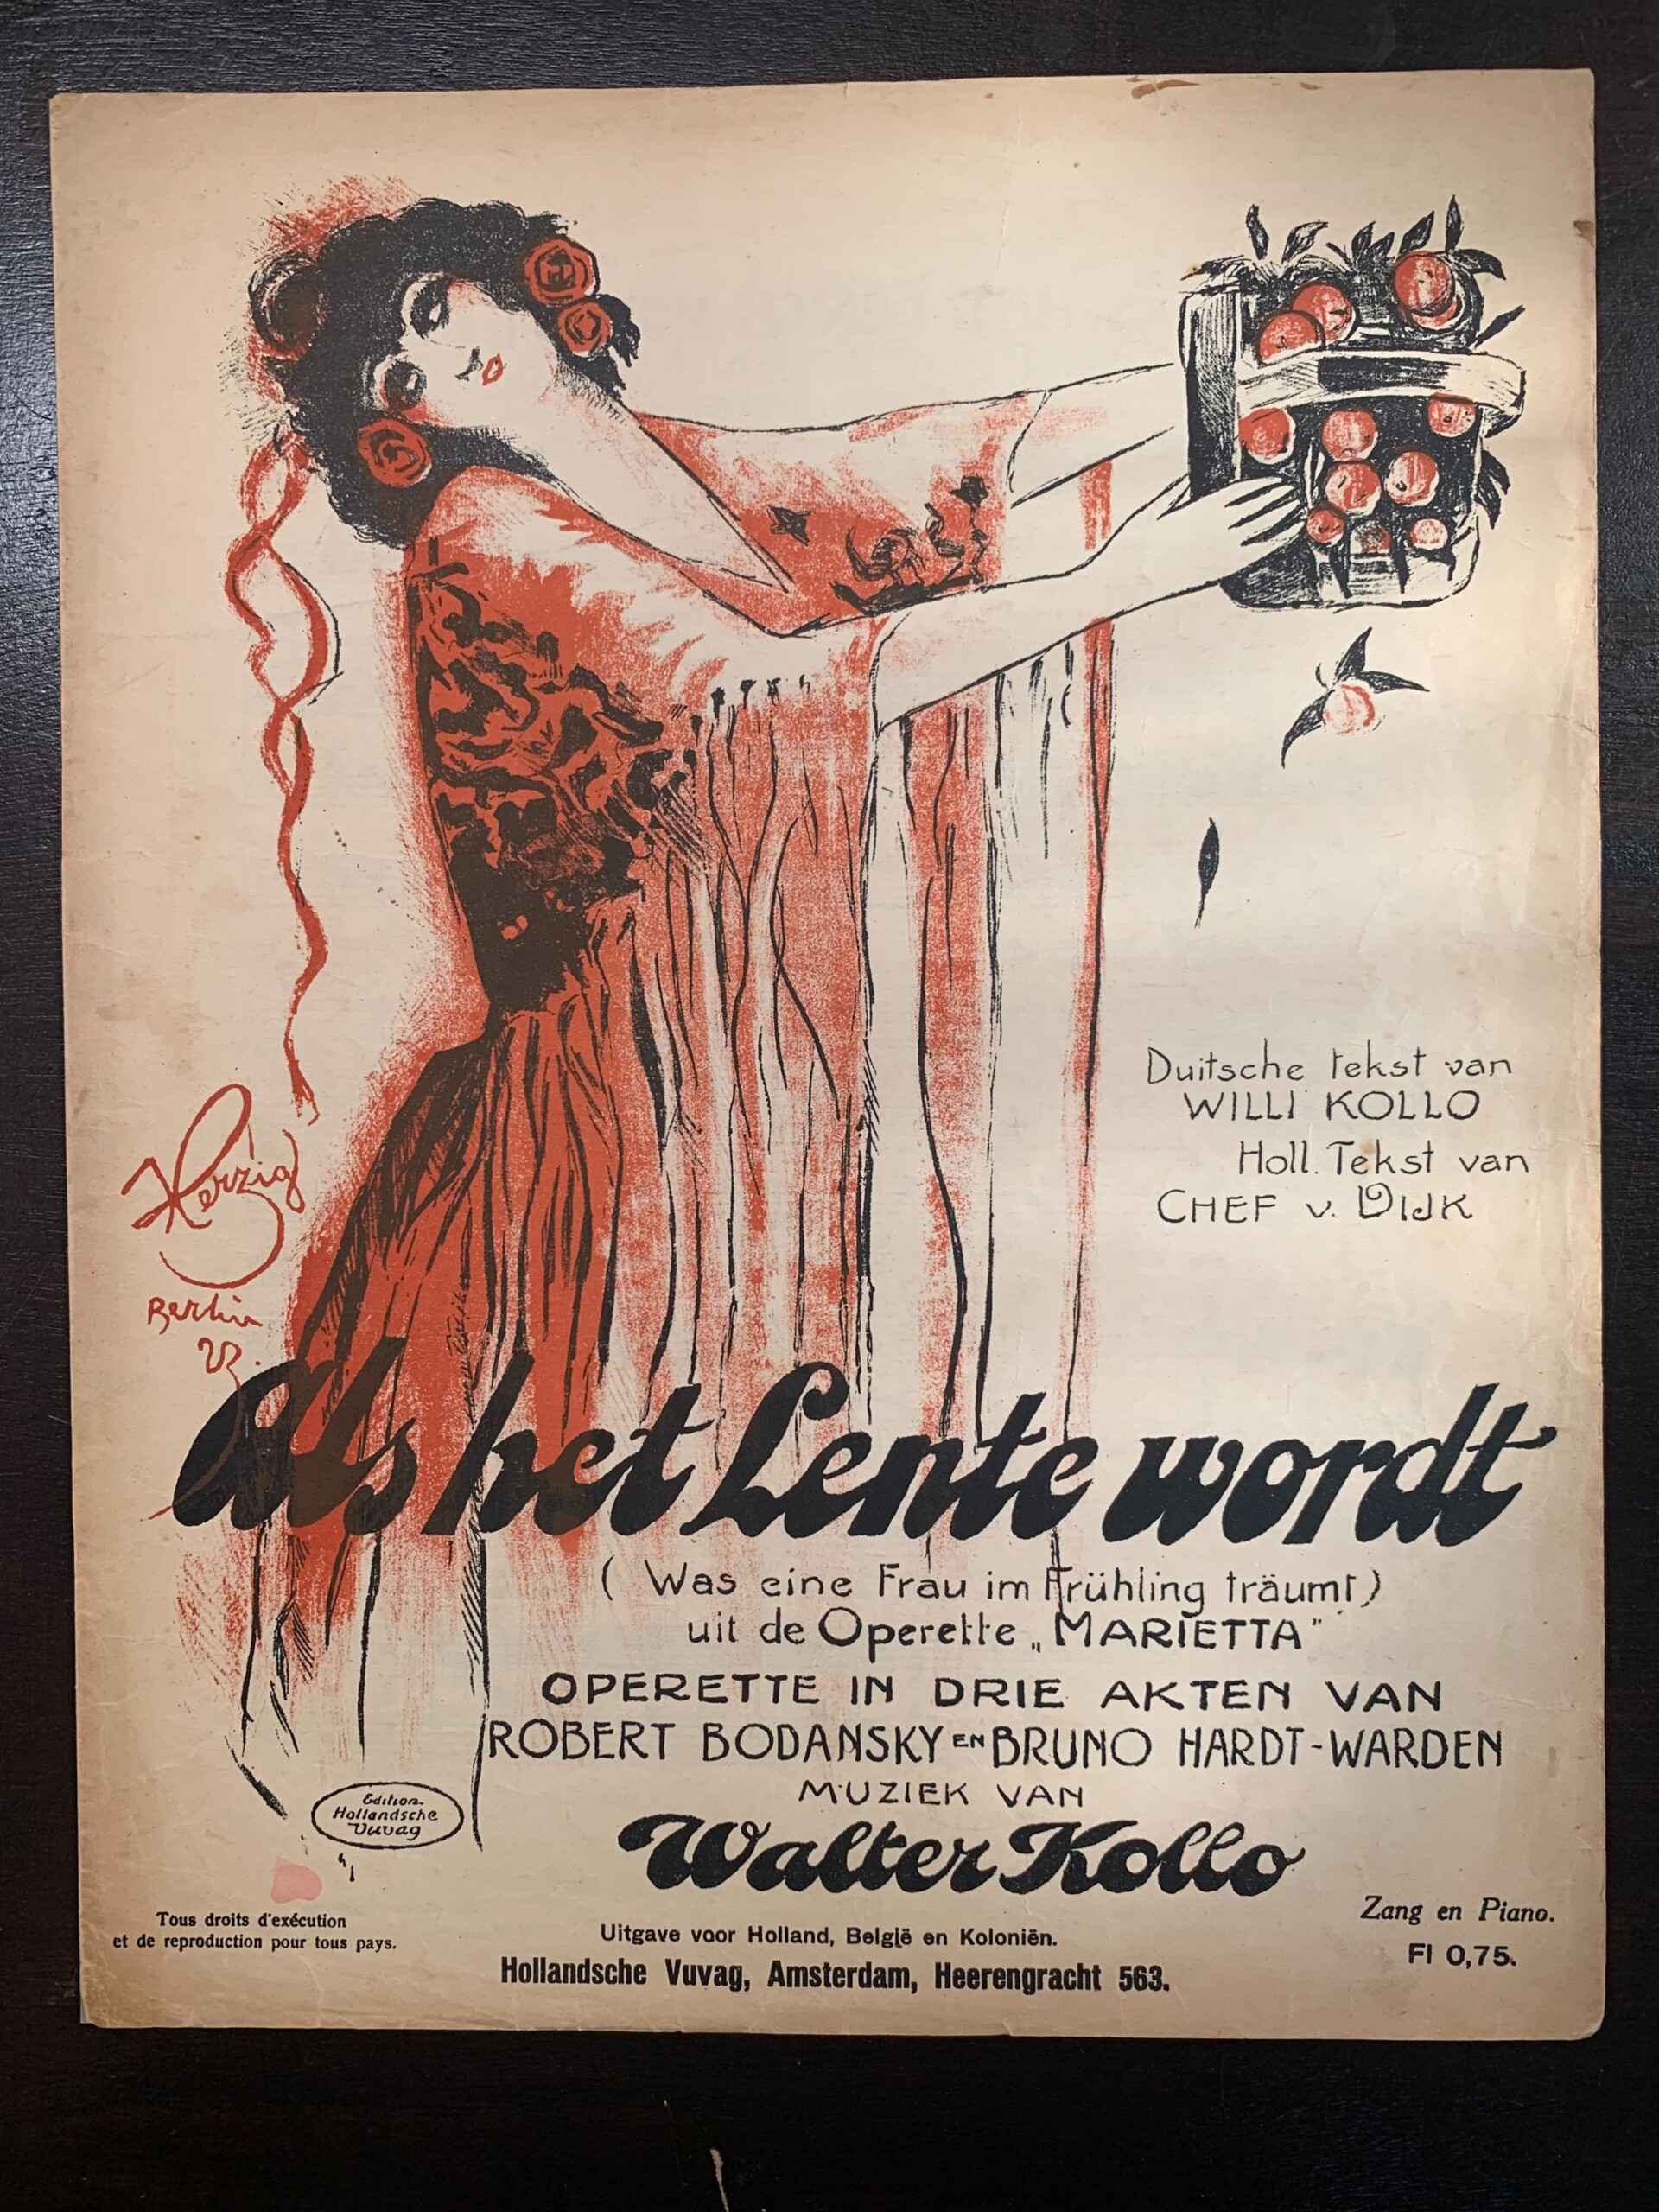 Duitsche tekst van
WILLI KOLLO
Holl. Tekst van
CHEF v. DIJK
Herzig
Berlin
23.
Als het Lente wordt
( Was eine Frau im Frühling träumt )
uit de Operette „MARIETTA”
OPERETTE IN DRIE AKTEN VAN
ROBERT BODANSKY EN BRUNO HARDT-WARDEN
MUZIEK VAN
Walter Kollo
Edition
Hollandsche
Vuvag
Tous droits d'exécution
et de reproduction pour tous pays.
Uitgave voor Holland, België en Koloniën.
Hollandsche Vuvag, Amsterdam, Heerengracht 563.
Zang en Piano.
Fl 0,75.